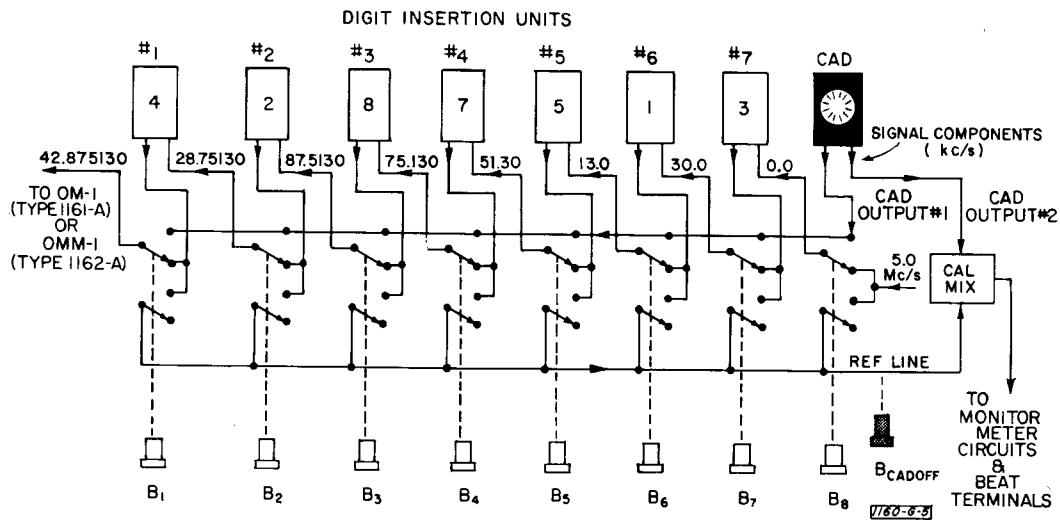 DIGIT INSERTION UNITS
#1 #2 #3 #4 #5 #6 #7 CAD
4 2 8 7 5 1 3
SIGNAL COMPONENTS
(kc/s)
42.875130 28.75130 87.5130 75.130 51.30 13.0 30.0 0.0
TO OM-1
(TYPE 1161-A)
OR
OMM-1
(TYPE 1162-A)
CAD
OUTPUT#1
CAD
OUTPUT#2
5.0
Mc/s
CAL
MIX
REF LINE
TO
MONITOR
METER
CIRCUITS
&
BEAT
TERMINALS
B1 B2 B3 B4 B5 B6 B7 B8 BCADOFF
1160-G-5